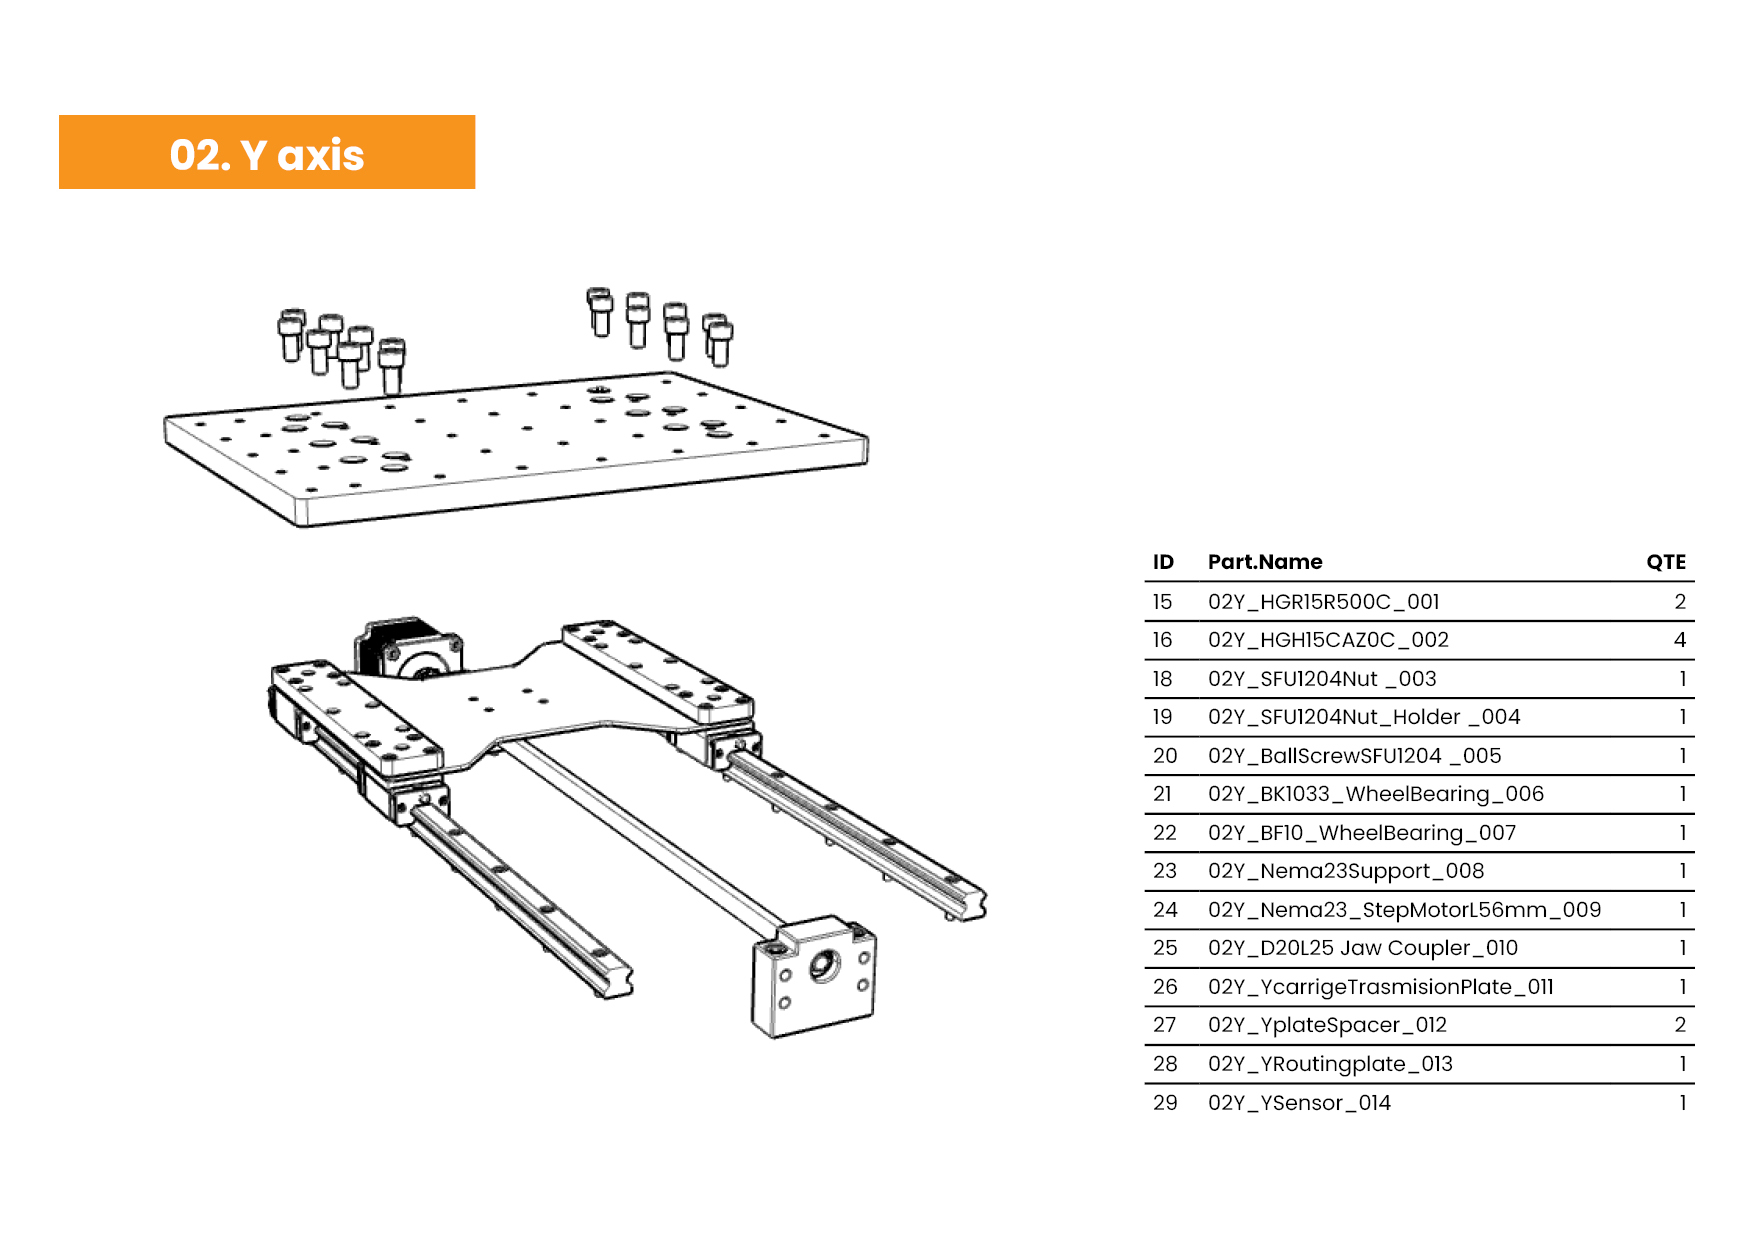 02. Y axis
ID Part.Name QTE
15 02Y_HGR15R500C_001 2
16 02Y_HGH15CAZ0C_002 4
18 02Y_SFU1204Nut _003 1
19 02Y_SFU1204Nut_Holder _004 1
20 02Y_BallScrewSFU1204 _005 1
21 02Y_BK1033_WheelBearing_006 1
22 02Y_BF10_WheelBearing_007 1
23 02Y_Nema23Support_008 1
24 02Y_Nema23_StepMotorL56mm_009 1
25 02Y_D20L25 Jaw Coupler_010 1
26 02Y_YcarrigeTrasmisionPlate_011 1
27 02Y_YplateSpacer_012 2
28 02Y_YRoutingplate_013 1
29 02Y_YSensor_014 1